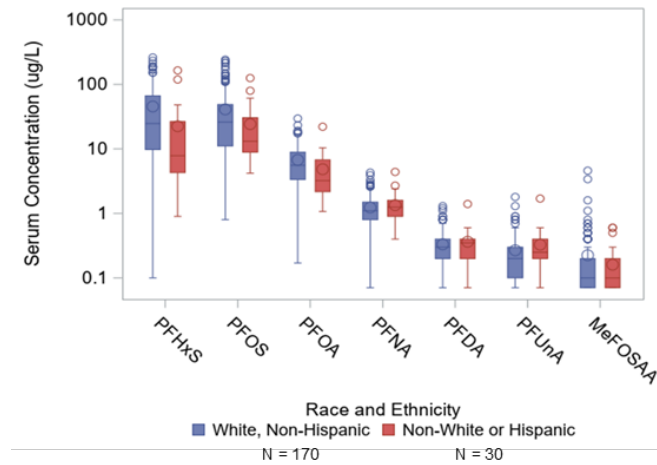 Serum Concentration (ug/L)
1000
100
10
1
0.1
PFHxS
PFOS
PFOA
PFNA
PFDA
PFUnA
MeFOSAA
Race and Ethnicity
White, Non-Hispanic Non-White or Hispanic
N = 170 N = 30